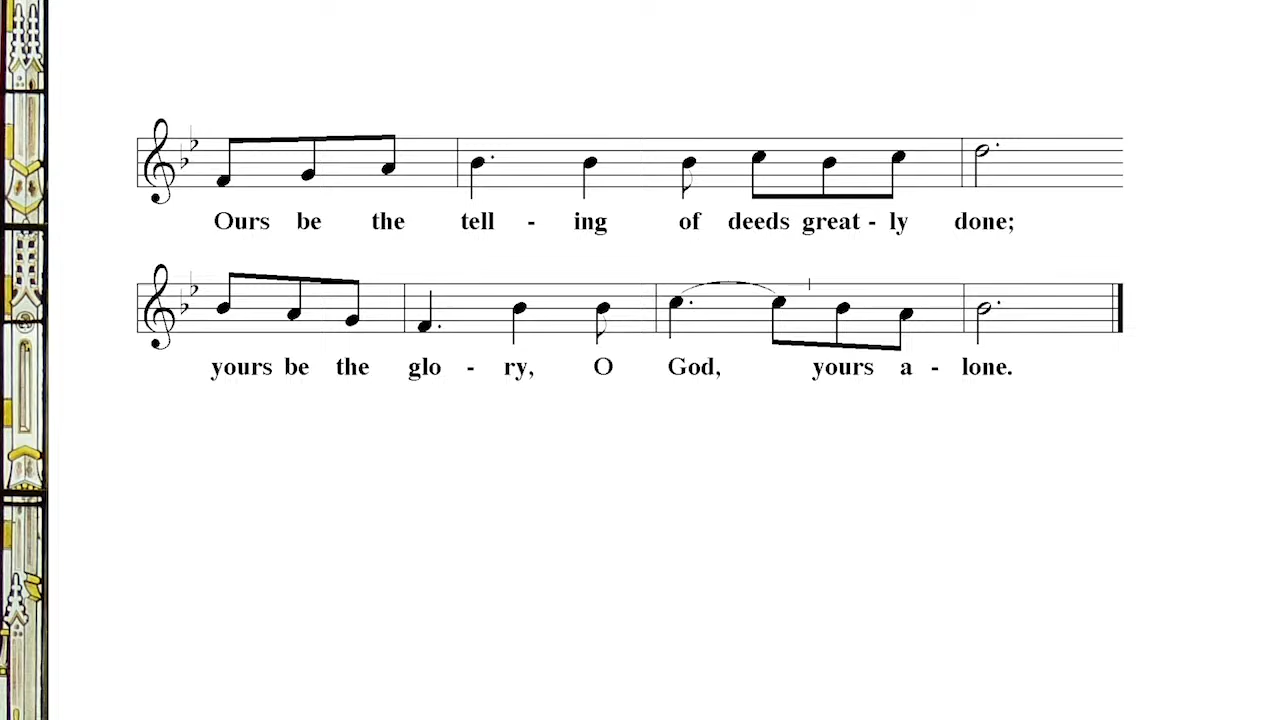 Ours be the tell - ing of deeds great - ly done;
yours be the glo - ry, O God, yours a - lone.